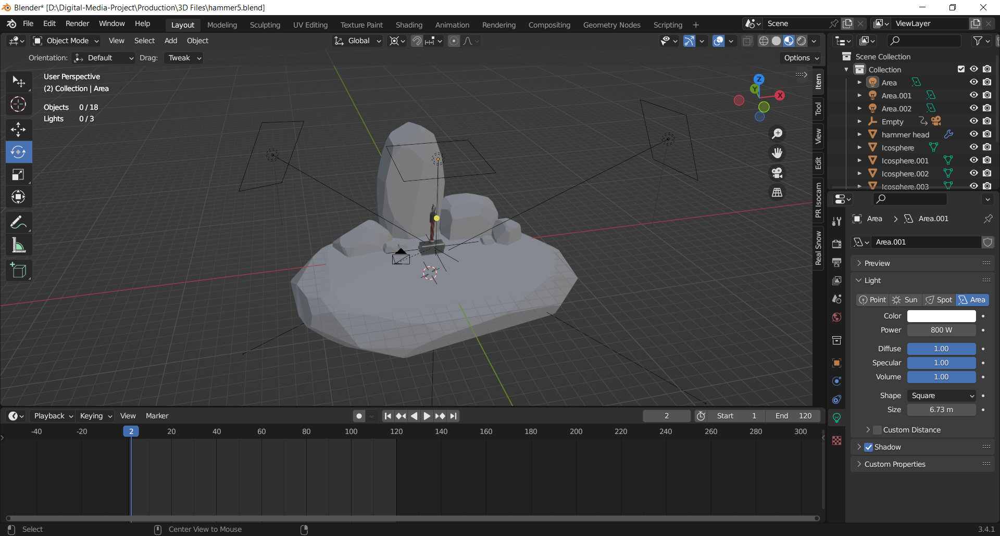 Blender* [D:\Digital-Media-Project\Production\3D Files\hammer5.blend]
File Edit Render Window Help Layout Modeling Sculpting UV Editing Texture Paint Shading Animation Rendering Compositing Geometry Nodes Scripting + Scene ViewLayer
Object Mode View Select Add Object Global
Orientation: Default Drag: Tweak Options
User Perspective
(2) Collection | Area
Objects 0 / 18
Lights 0 / 3
Z
Y
X
Item
Tool
View
Edit
PR Isocam
Real Snow
Scene Collection
Collection
Area
Area.001
Area.002
Empty
hammer head
Icosphere
Icosphere.001
Icosphere.002
Icosphere.003
Area > Area.001
Area.001
Preview
Light
Point Sun Spot Area
Color
Power 800 W
Diffuse 1.00
Specular 1.00
Volume 1.00
Shape Square
Size 6.73 m
Custom Distance
Shadow
Custom Properties
Playback Keying View Marker 2 Start 1 End 120
-40 -20 2 20 40 60 80 100 120 140 160 180 200 220 240 260 280 300
Select Center View to Mouse 3.4.1